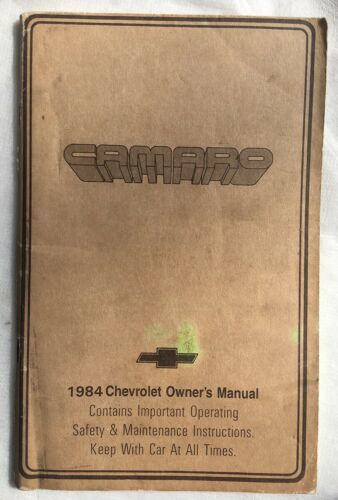 CAMARO
1984 Chevrolet Owner's Manual
Contains Important Operating
Safety & Maintenance Instructions.
Keep With Car At All Times.